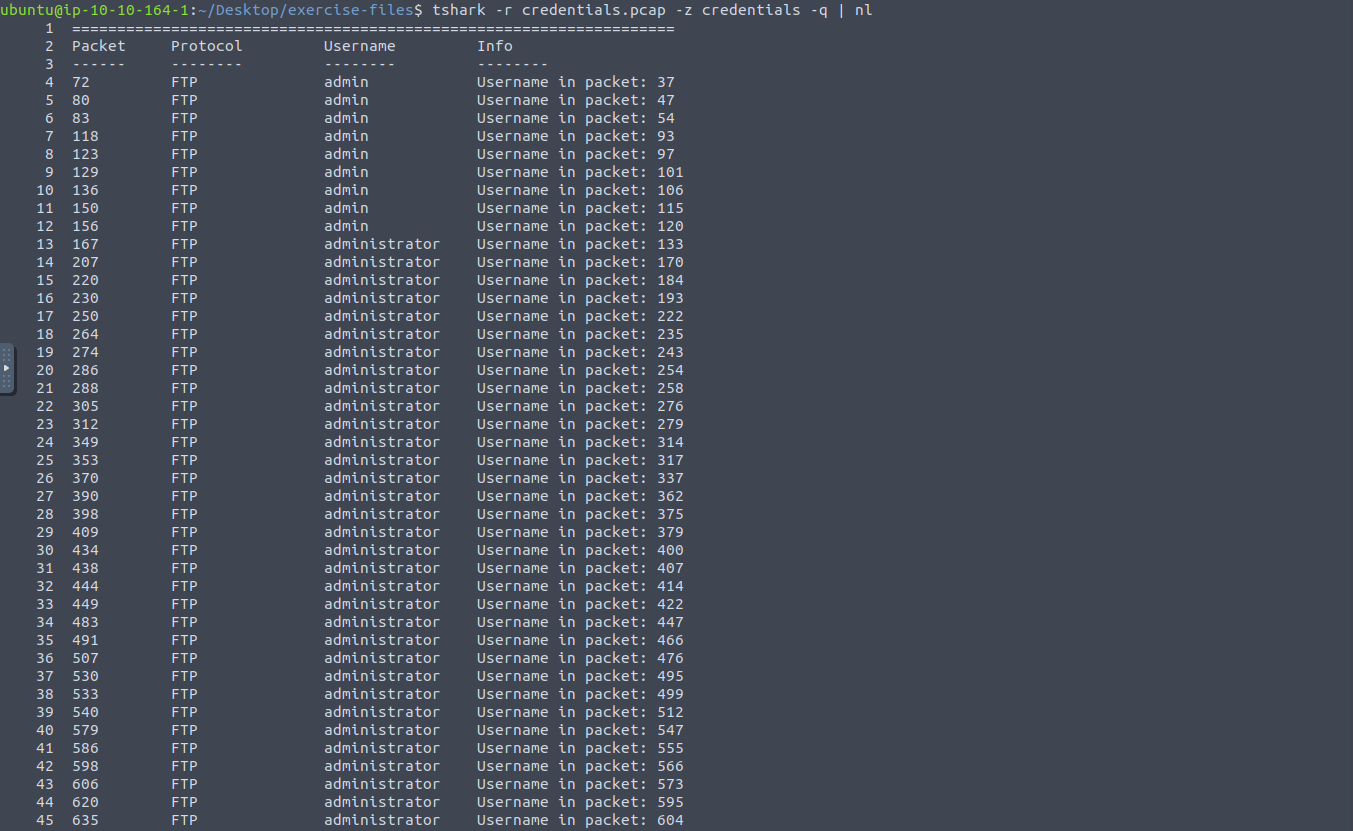 ubuntu@ip-10-10-164-1:~/Desktop/exercise-files$ tshark -r credentials.pcap -z credentials -q | nl
1 ===================================================================
2 Packet Protocol Username Info
3 ------ -------- -------- --------
4 72 FTP admin Username in packet: 37
5 80 FTP admin Username in packet: 47
6 83 FTP admin Username in packet: 54
7 118 FTP admin Username in packet: 93
8 123 FTP admin Username in packet: 97
9 129 FTP admin Username in packet: 101
10 136 FTP admin Username in packet: 106
11 150 FTP admin Username in packet: 115
12 156 FTP admin Username in packet: 120
13 167 FTP administrator Username in packet: 133
14 207 FTP administrator Username in packet: 170
15 220 FTP administrator Username in packet: 184
16 230 FTP administrator Username in packet: 193
17 250 FTP administrator Username in packet: 222
18 264 FTP administrator Username in packet: 235
19 274 FTP administrator Username in packet: 243
20 286 FTP administrator Username in packet: 254
21 288 FTP administrator Username in packet: 258
22 305 FTP administrator Username in packet: 276
23 312 FTP administrator Username in packet: 279
24 349 FTP administrator Username in packet: 314
25 353 FTP administrator Username in packet: 317
26 370 FTP administrator Username in packet: 337
27 390 FTP administrator Username in packet: 362
28 398 FTP administrator Username in packet: 375
29 409 FTP administrator Username in packet: 379
30 434 FTP administrator Username in packet: 400
31 438 FTP administrator Username in packet: 407
32 444 FTP administrator Username in packet: 414
33 449 FTP administrator Username in packet: 422
34 483 FTP administrator Username in packet: 447
35 491 FTP administrator Username in packet: 466
36 507 FTP administrator Username in packet: 476
37 530 FTP administrator Username in packet: 495
38 533 FTP administrator Username in packet: 499
39 540 FTP administrator Username in packet: 512
40 579 FTP administrator Username in packet: 547
41 586 FTP administrator Username in packet: 555
42 598 FTP administrator Username in packet: 566
43 606 FTP administrator Username in packet: 573
44 620 FTP administrator Username in packet: 595
45 635 FTP administrator Username in packet: 604